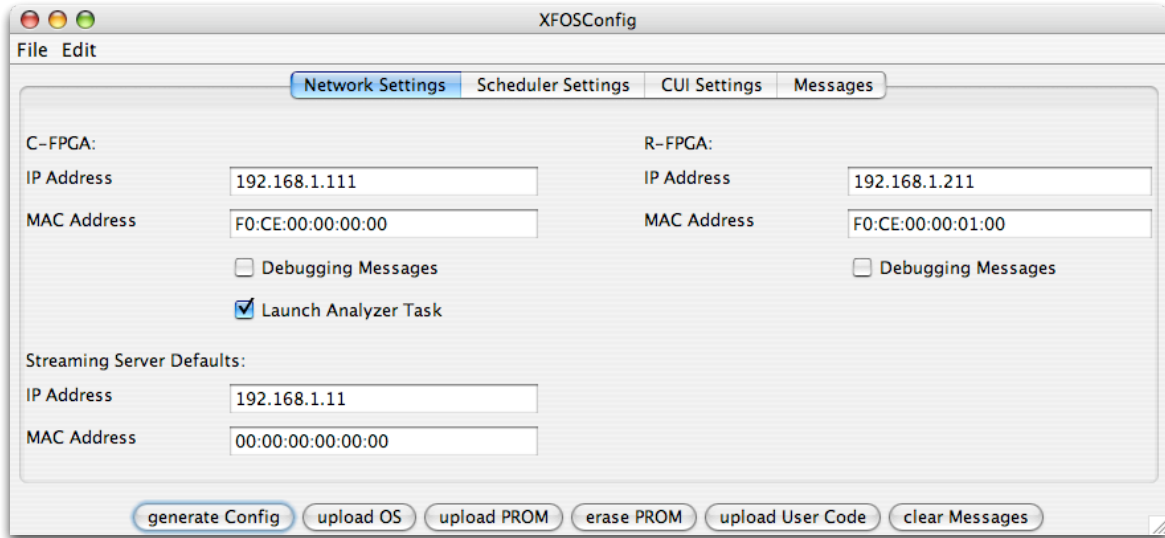 XFOSConfig
File Edit
Network Settings Scheduler Settings CUI Settings Messages
C-FPGA: R-FPGA:
IP Address 192.168.1.111 IP Address 192.168.1.211
MAC Address F0:CE:00:00:00:00 MAC Address F0:CE:00:00:01:00
Debugging Messages Debugging Messages
Launch Analyzer Task
Streaming Server Defaults:
IP Address 192.168.1.11
MAC Address 00:00:00:00:00:00
generate Config upload OS upload PROM erase PROM upload User Code clear Messages